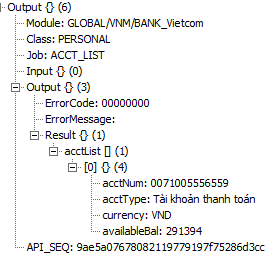 Output {} (6)
Module: GLOBAL/VNM/BANK_Vietcom
Class: PERSONAL
Job: ACCT_LIST
Input {} (0)
Output {} (3)
ErrorCode: 00000000
ErrorMessage:
Result {} (1)
acctList [] (1)
[0] {} (4)
acctNum: 0071005556559
acctType: Tài khoản thanh toán
currency: VND
availableBal: 291394
API_SEQ: 9ae5a07678082119779197f75286d3cc